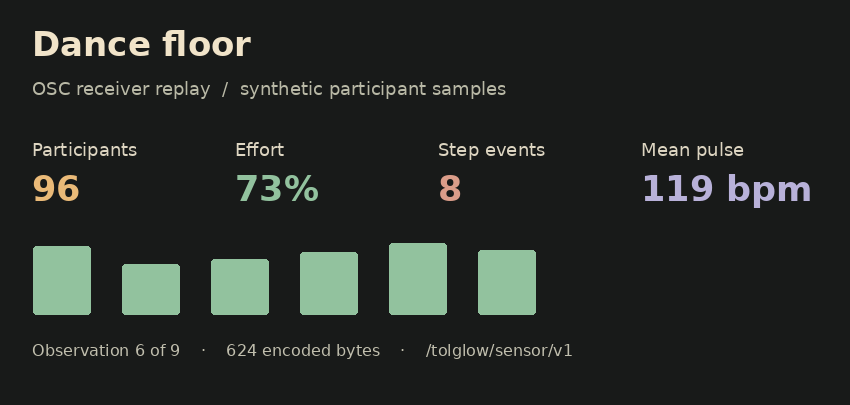 Dance floor
OSC receiver replay / synthetic participant samples
Participants Effort Step events Mean pulse
96 73% 8 119 bpm
Observation 6 of 9 · 624 encoded bytes · /tolglow/sensor/v1